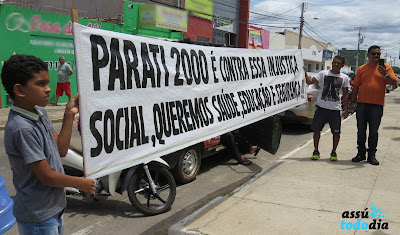 PARATI 2000 É CONTRA ESSA INJUSTIÇA
SOCIAL, QUEREMOS SAÚDE, EDUCAÇÃO E SEGURANÇA
assú
todo dia